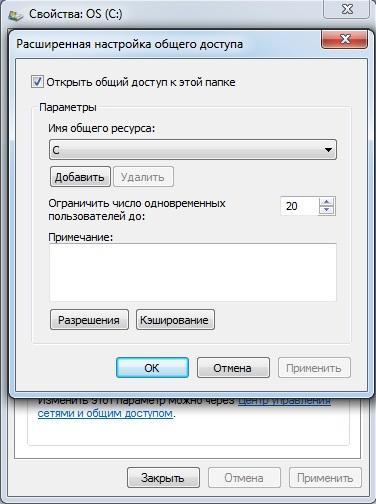 Свойства: OS (C:)
Расширенная настройка общего доступа
Открыть общий доступ к этой папке
Параметры
Имя общего ресурса:
C
Добавить
Удалить
Ограничить число одновременных
пользователей до:
20
Примечание:
Разрешения
Кэширование
ОК
Отмена
Применить
Изменить этот параметр можно через Центр управления
сетями и общим доступом.
Закрыть
Отмена
Применить